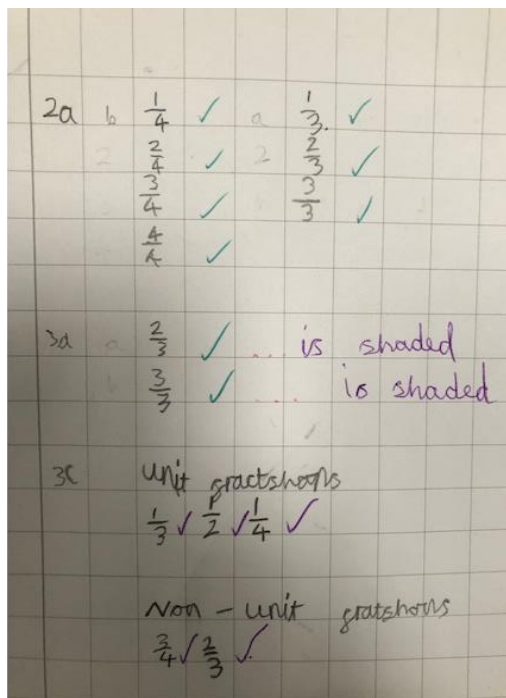 2a b 1/4 ✓ a 1/3. ✓
2/4 ✓ 2 2/3 ✓
3/4 ✓ 3/3 ✓
4/4 ✓
3a a 2/3 ✓ ... is shaded
b 3/3 ✓ .... is shaded
3c Unit gractshoons
1/3 ✓ 1/2 ✓ 1/4 ✓
Non - unit gratshons
3/4 ✓ 2/3 ✓